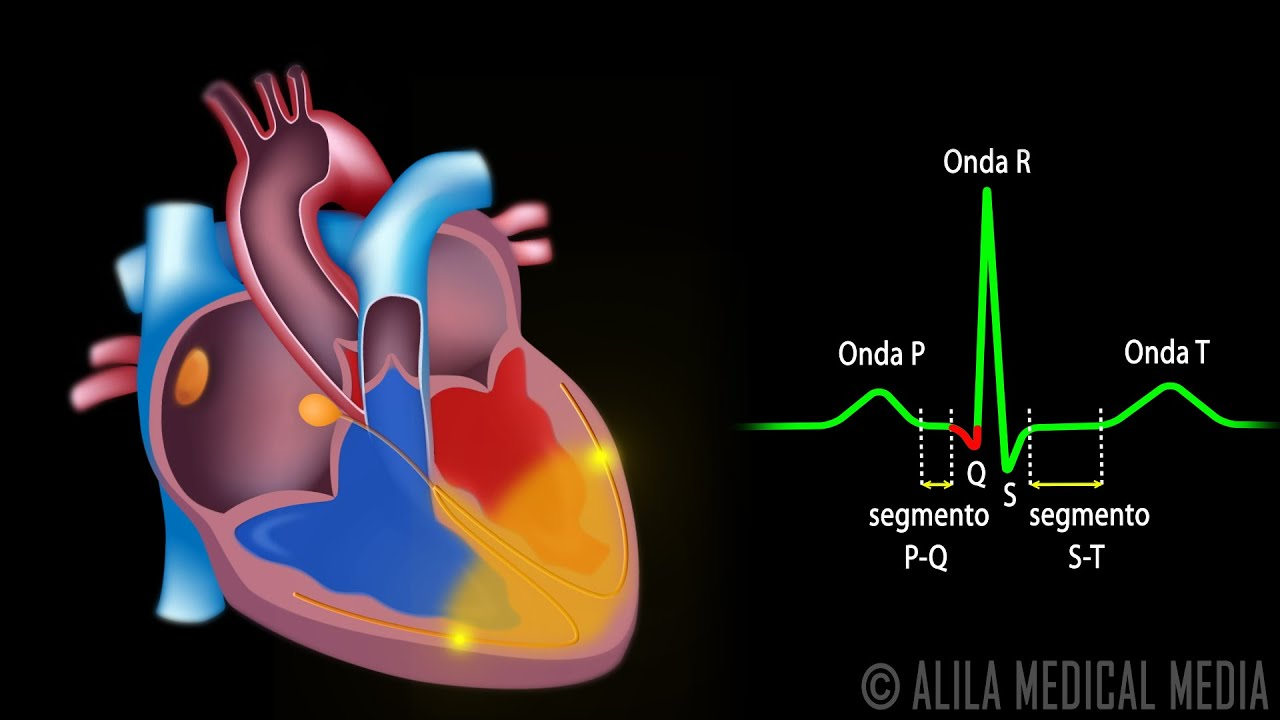 Onda R
Onda P
Onda T
Q
S
segmento
P-Q
segmento
S-T
© ALILA MEDICAL MEDIA